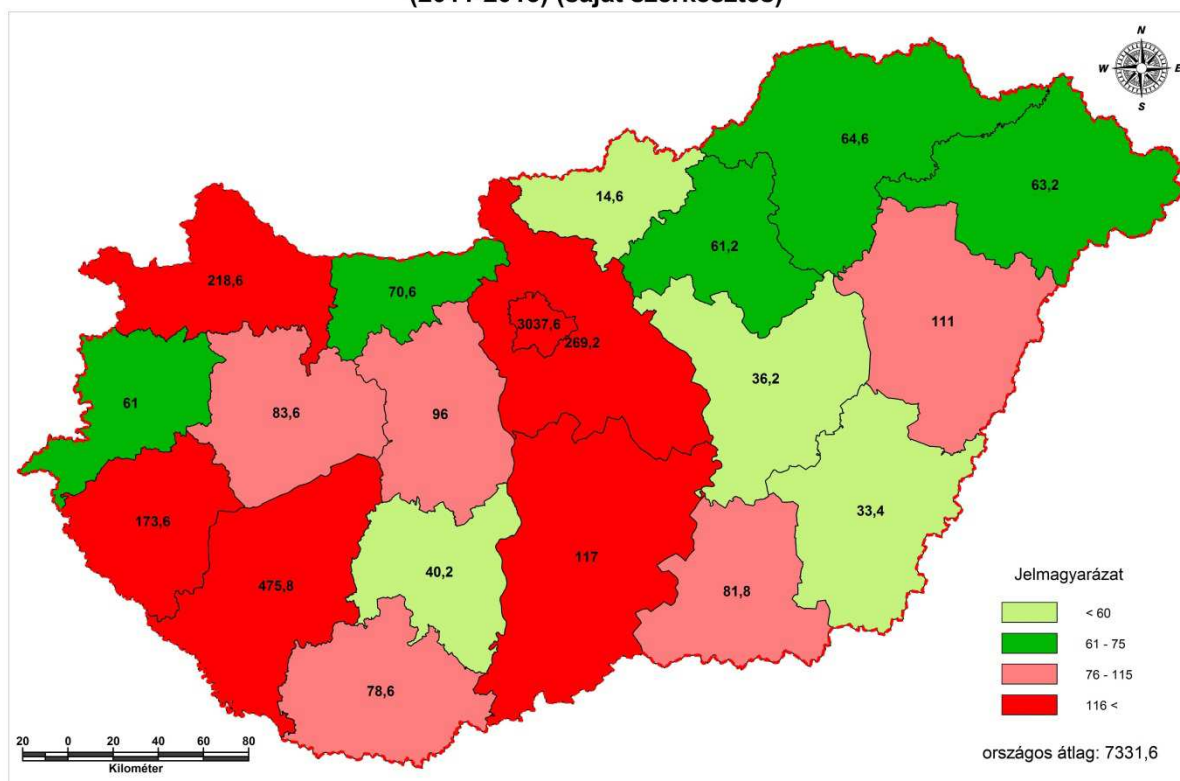 (2011-2015) (saját szerkesztés)
N
W E
S
64,6
63,2
14,6
61,2
218,6
70,6
3037,6
269,2
111
36,2
61
83,6
96
173,6
33,4
475,8
40,2
117
81,8
78,6
Jelmagyarázat
< 60
61 - 75
76 - 115
116 <
országos átlag: 7331,6
20 0 20 40 60 80
Kilométer